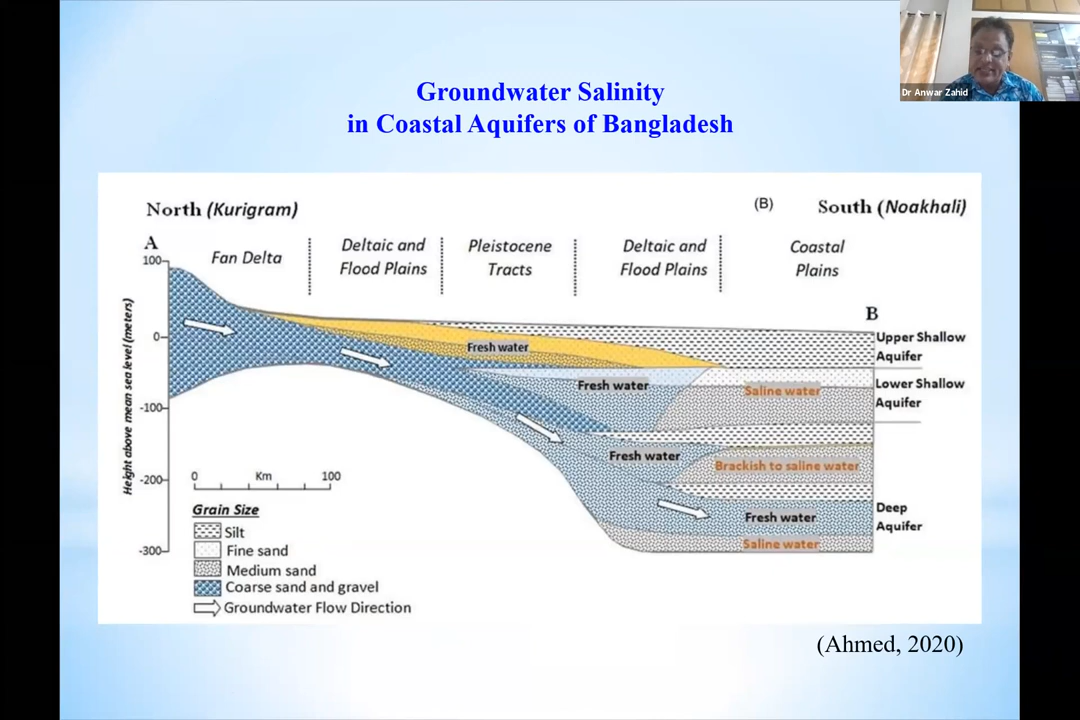 Dr Anwar Zahid
Groundwater Salinity
in Coastal Aquifers of Bangladesh
North (Kurigram)
(B)
South (Noakhali)
A
Fan Delta
Deltaic and
Flood Plains
Pleistocene
Tracts
Deltaic and
Flood Plains
Coastal
Plains
B
Height above mean sea level (meters)
100
0
-100
-200
-300
Fresh water
Fresh water
Saline water
Fresh water
Brackish to saline water
Fresh water
Saline water
Upper Shallow
Aquifer
Lower Shallow
Aquifer
Deep
Aquifer
0 Km 100
Grain Size
Silt
Fine sand
Medium sand
Coarse sand and gravel
Groundwater Flow Direction
(Ahmed, 2020)